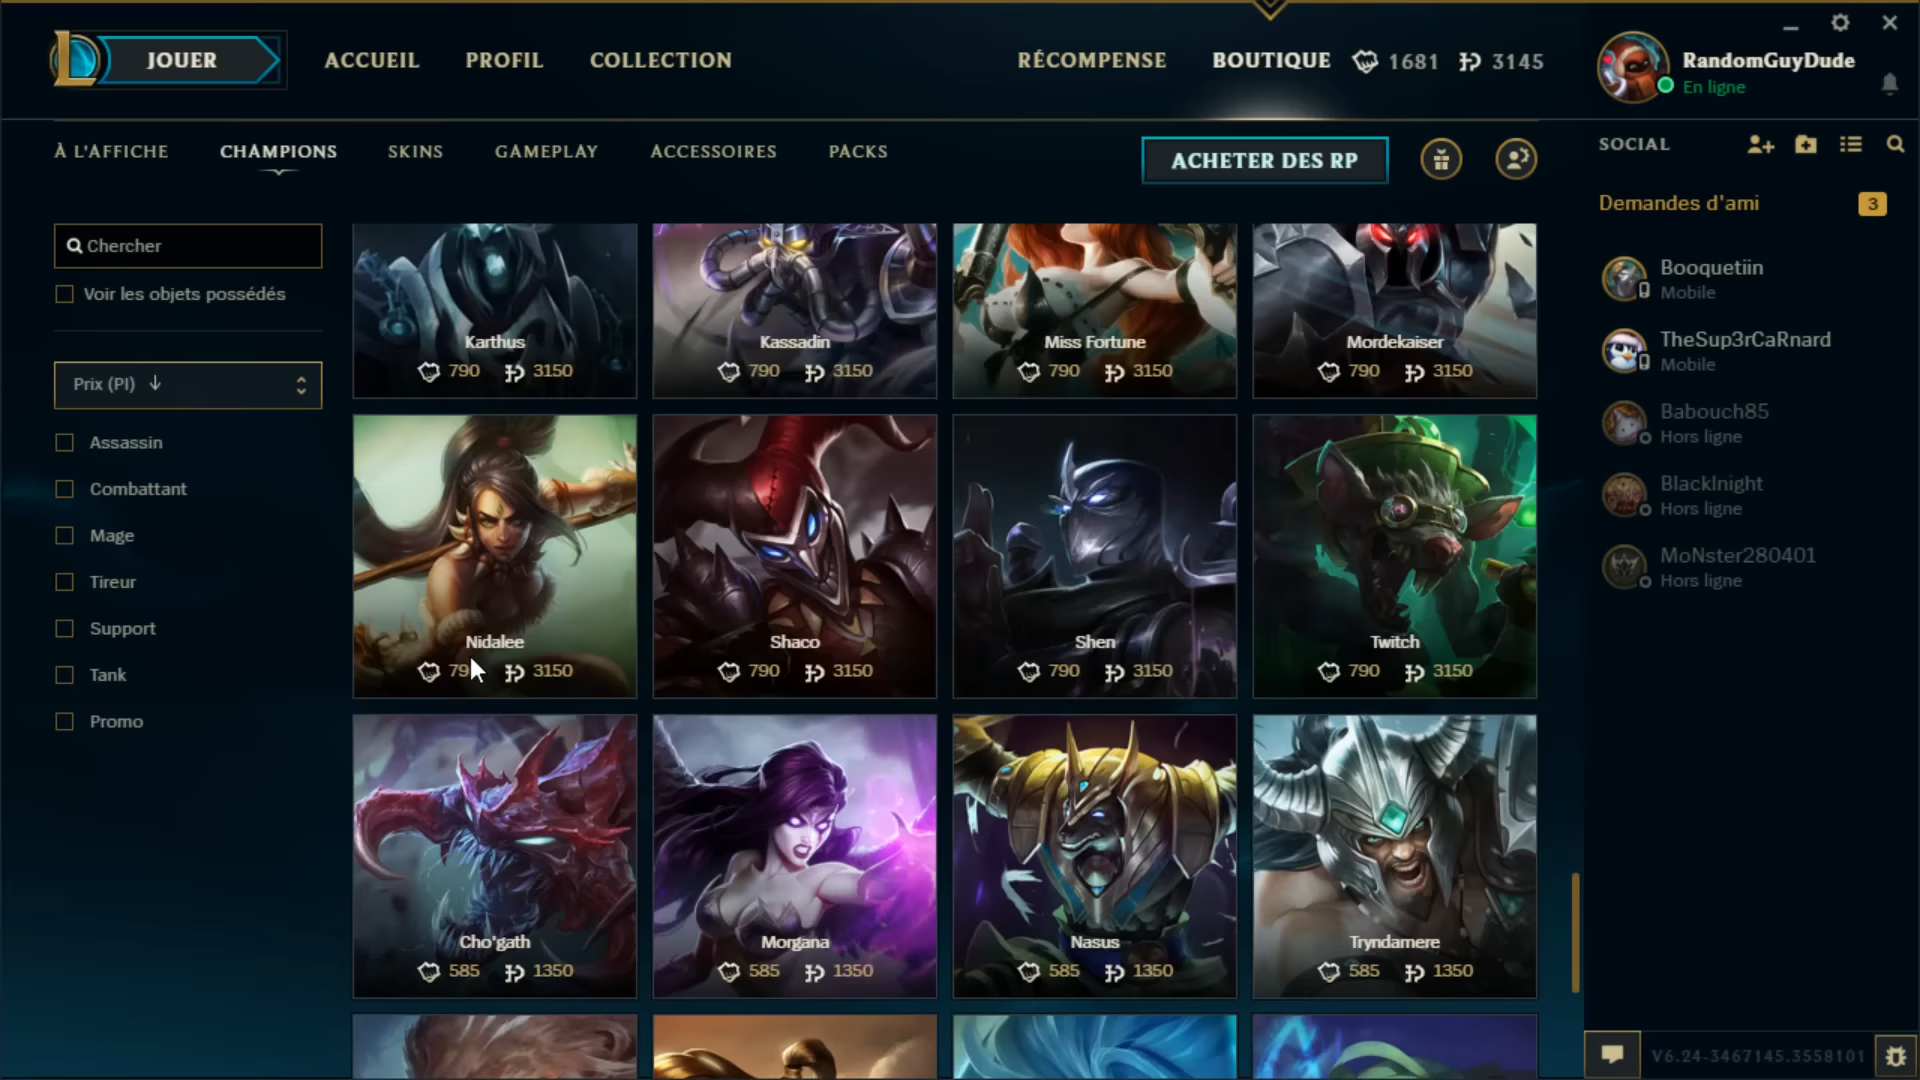 JOUER
ACCUEIL
PROFIL
COLLECTION
RÉCOMPENSE
BOUTIQUE
1681
3145
RandomGuyDude
En ligne
À L'AFFICHE
CHAMPIONS
SKINS
GAMEPLAY
ACCESSOIRES
PACKS
ACHETER DES RP
Chercher
Voir les objets possédés
Prix (PI)
Assassin
Combattant
Mage
Tireur
Support
Tank
Promo
Karthus
790 3150
Kassadin
790 3150
Miss Fortune
790 3150
Mordekaiser
790 3150
Nidalee
3150
Shaco
790 3150
Shen
790 3150
Twitch
790 3150
Cho'gath
585 1350
Morgana
585 1350
Nasus
585 1350
Tryndamere
585 1350
SOCIAL
Demandes d'ami
3
Booquetiin
Mobile
TheSup3rCaRnard
Mobile
Babouch85
Hors ligne
Hors ligne
MoNster280401
Hors ligne
V6.24-3467145.3558101